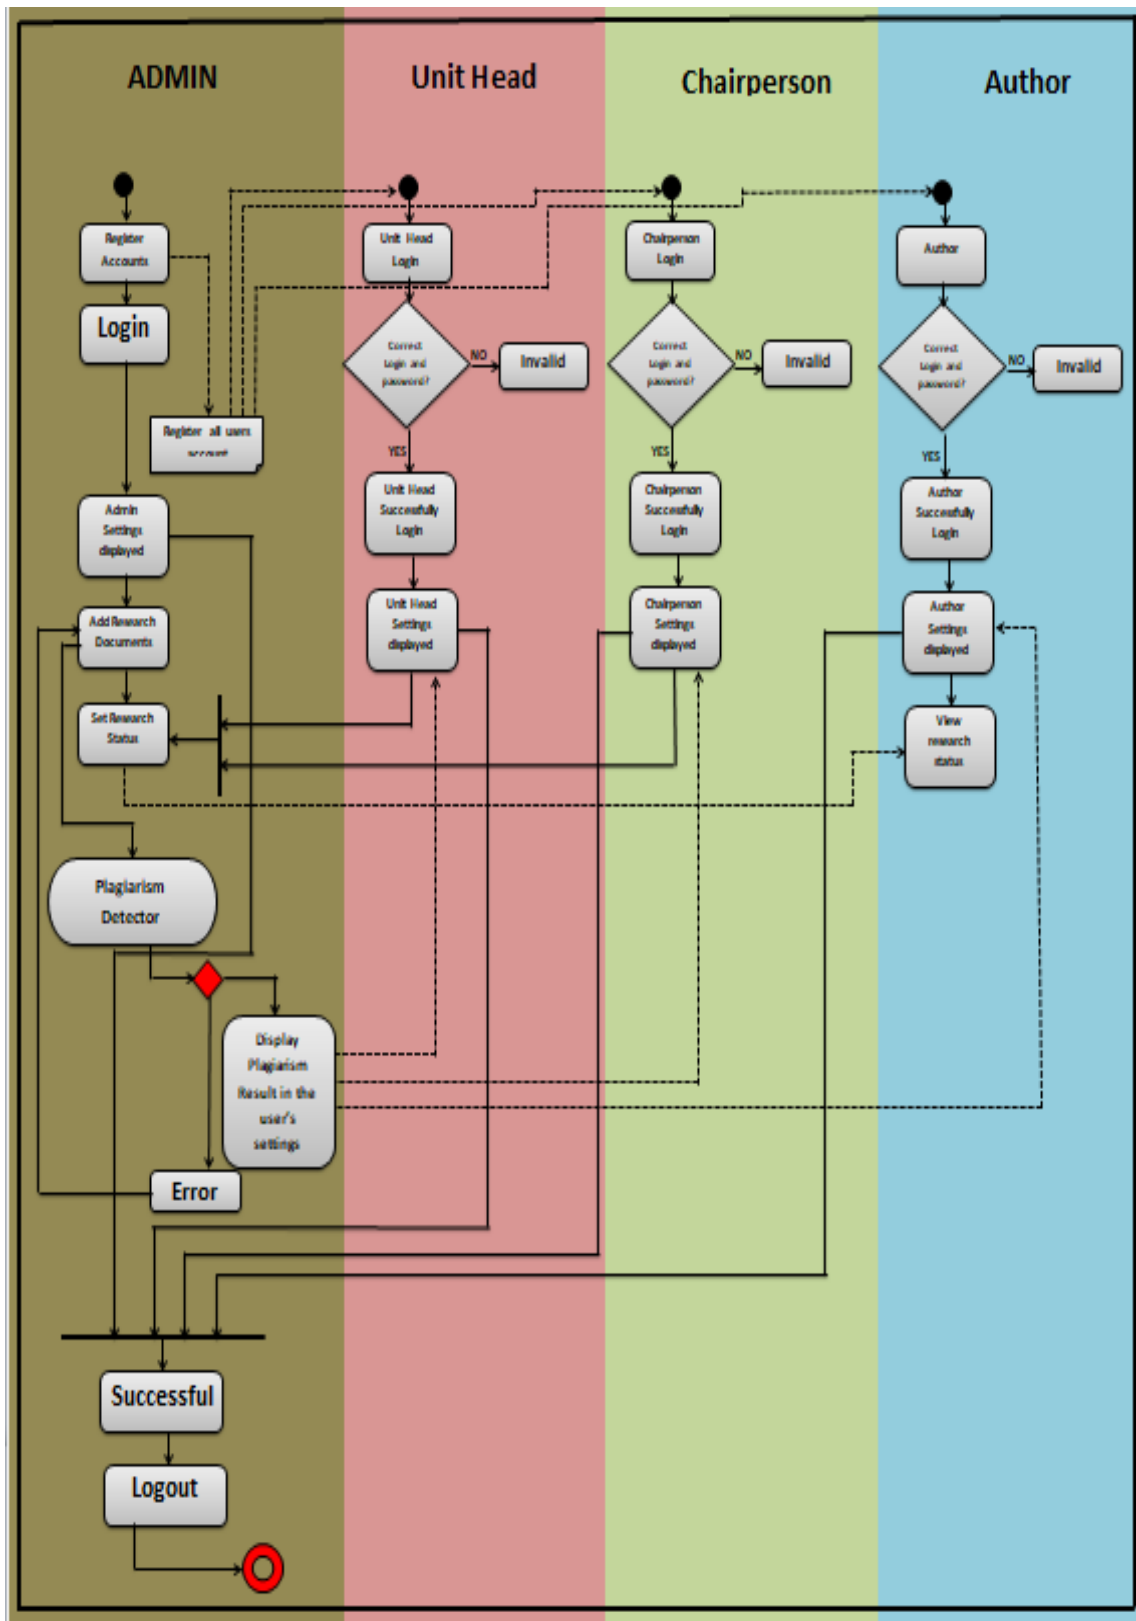 ADMIN
Unit Head
Chairperson
Author
Register
Accounts
Login
Register all users
account
Admin
Settings
displayed
Add Research
Documents
Set Research
Status
Plagiarism
Detector
Display
Plagiarism
Result in the
user's
settings
Error
Successful
Logout
Unit Head
Login
Correct
Login and
password?
NO
Invalid
YES
Unit Head
Successfully
Login
Unit Head
Settings
displayed
Chairperson
Login
Correct
Login and
password?
NO
Invalid
YES
Chairperson
Successfully
Login
Chairperson
Settings
displayed
Author
Correct
Login and
password?
NO
Invalid
YES
Author
Successfully
Login
Author
Settings
displayed
View
research
status